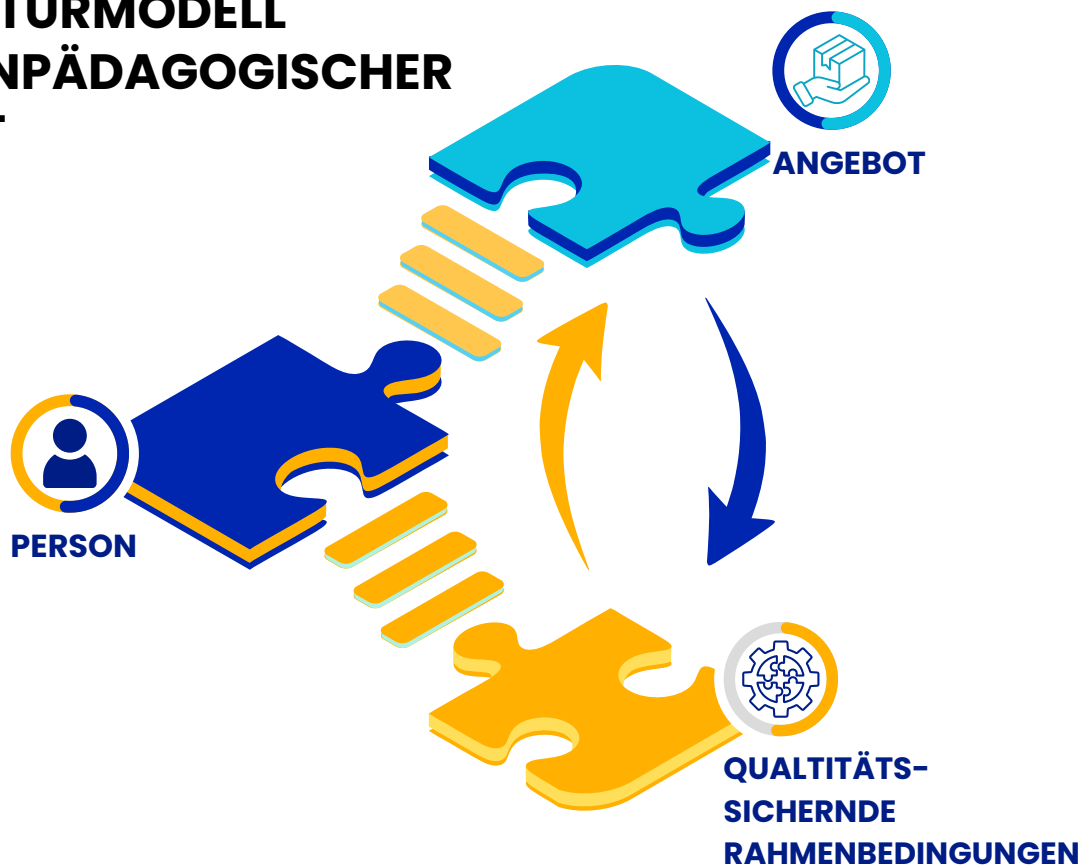 TURMODELL
NPÄDAGOGISCHER
ANGEBOT
PERSON
QUALTITÄTS-
SICHERNDE
RAHMENBEDINGUNGEN